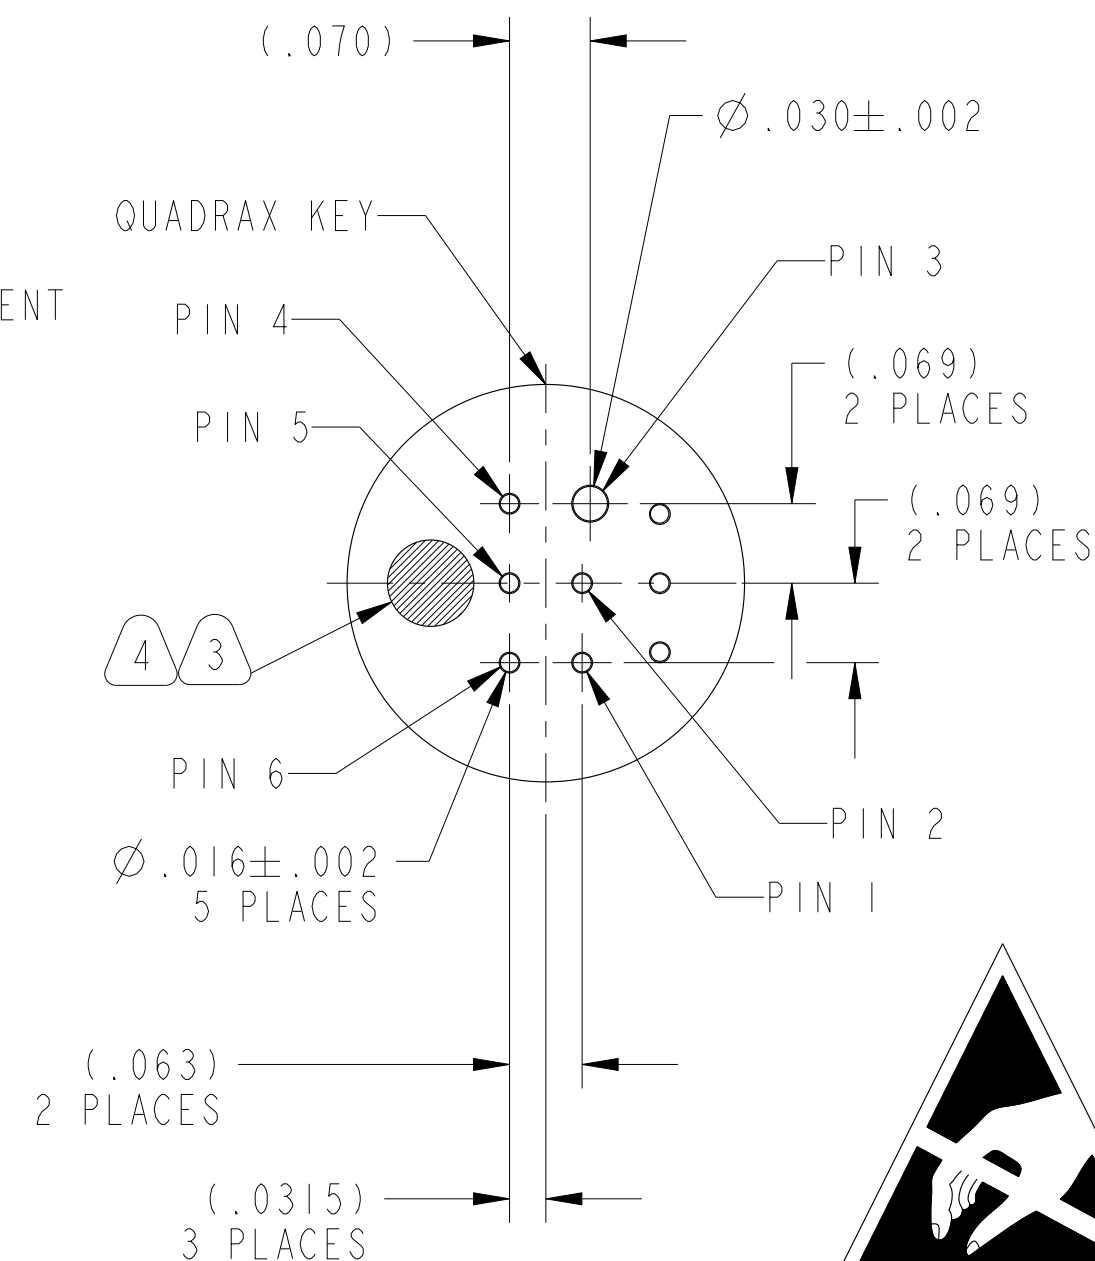 (.070)
Ø.030±.002
QUADRAX KEY
PIN 3
ENT
PIN 4
(.069)
2 PLACES
PIN 5
(.069)
2 PLACES
4 3
PIN 6
PIN 2
Ø.016±.002
5 PLACES
PIN 1
(.063)
2 PLACES
(.0315)
3 PLACES